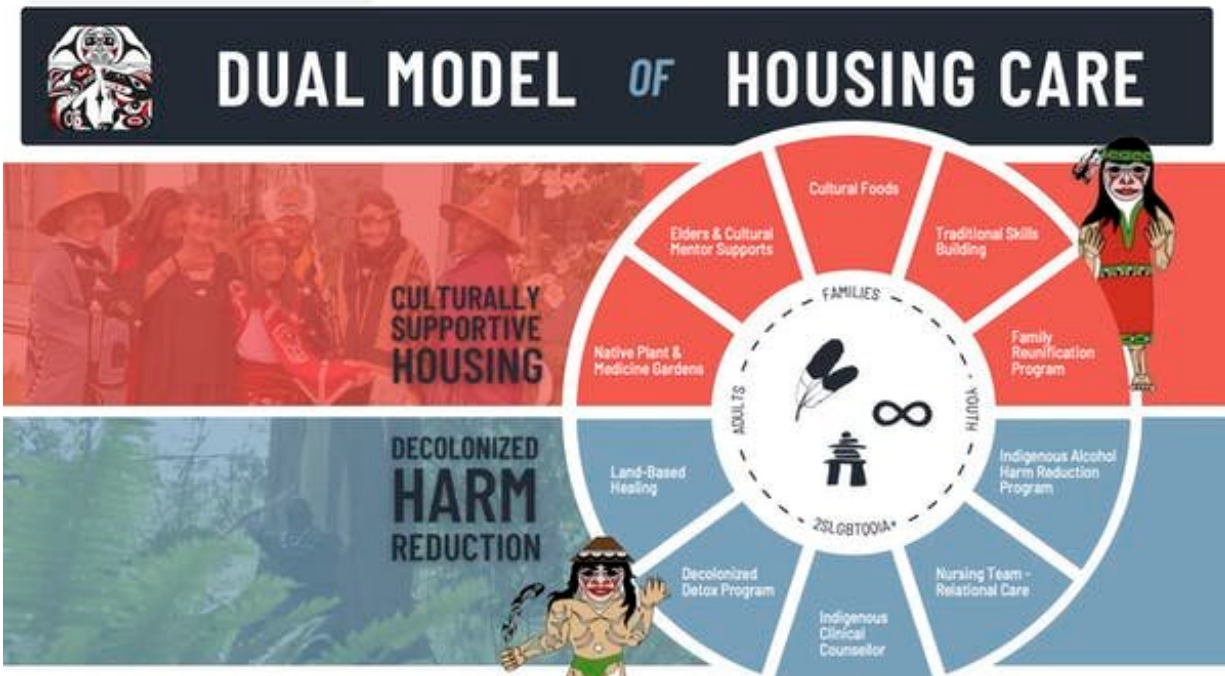 DUAL MODEL OF HOUSING CARE
CULTURALLY
SUPPORTIVE
HOUSING
DECOLONIZED
HARM
REDUCTION
Cultural Foods
Elders & Cultural
Mentor Supports
Traditional Skills
Building
Native Plant &
Medicine Gardens
Family
Reunification
Program
FAMILIES
ADULTS
YOUTH
2SLGBTQQIA+
Land-Based
Healing
Indigenous Alcohol
Harm Reduction
Program
Decolonized
Detox Program
Nursing Team -
Relational Care
Indigenous
Clinical
Counsellor